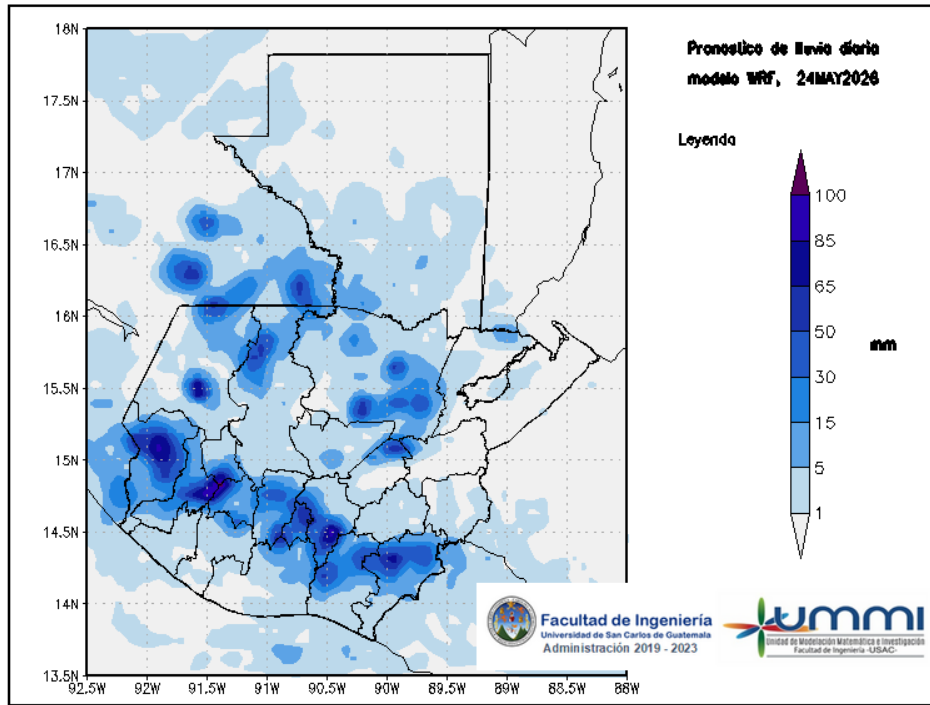 Pronostico de lluvia diaria
modelo WRF, 24MAY2026
Leyenda
100
85
65
50
30
15
5
1
mm
18N
17.5N
17N
16.5N
16N
15.5N
15N
14.5N
14N
13.5N
92.5W
92W
91.5W
91W
90.5W
90W
89.5W
89W
88.5W
88W
Facultad de Ingeniería
Universidad de San Carlos de Guatemala
Administración 2019 - 2023
UMMI
Unidad de Modelación Matemática e Investigación
Facultad de Ingeniería -USAC-